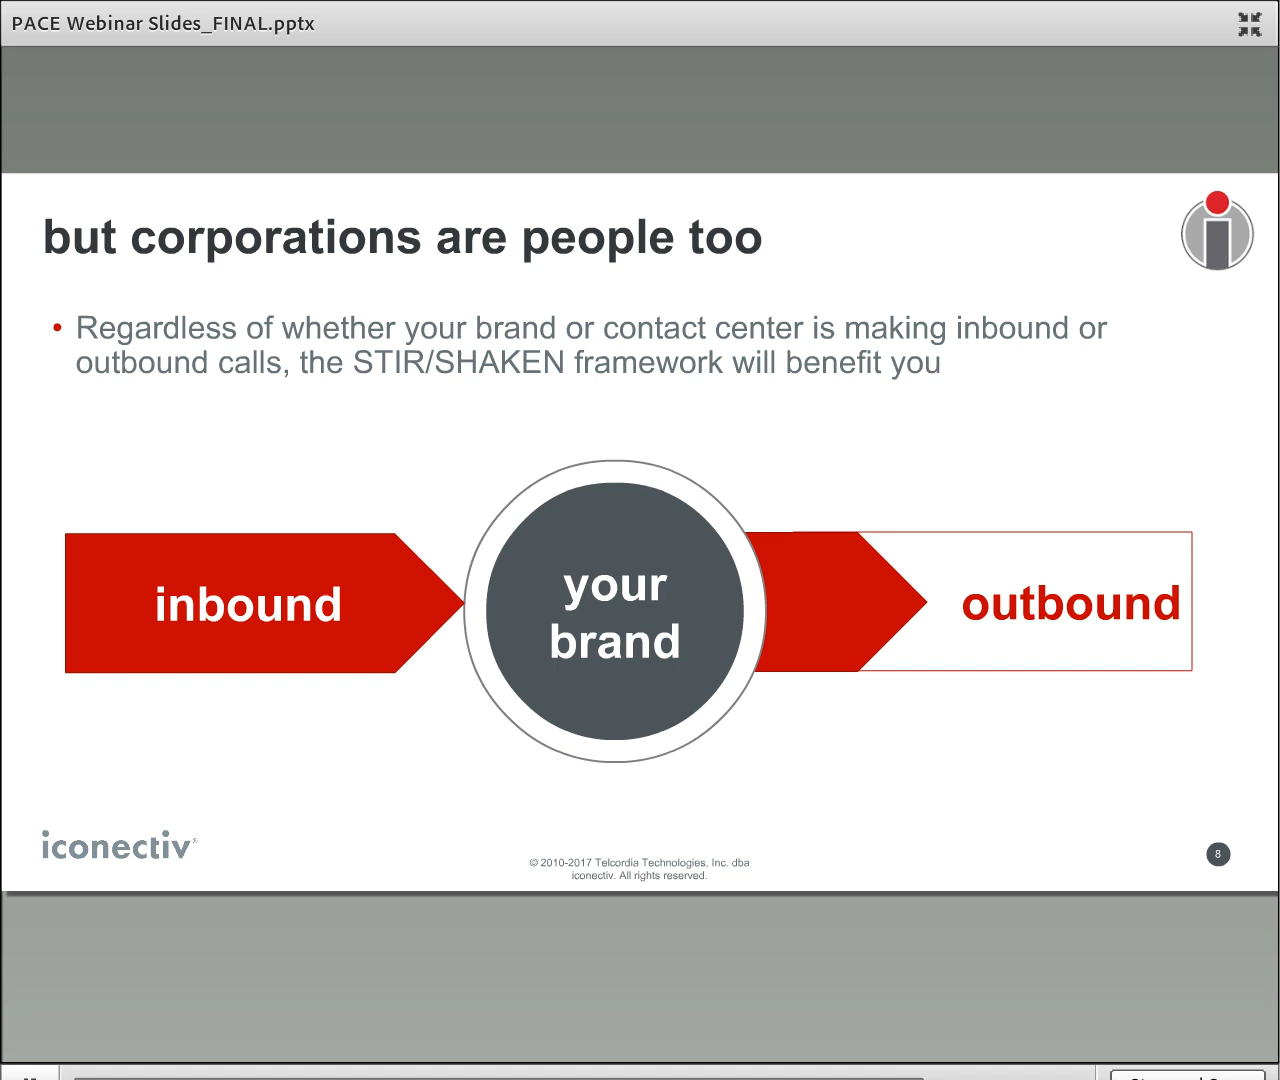 PACE Webinar Slides_FINAL.pptx
but corporations are people too
• Regardless of whether your brand or contact center is making inbound or
outbound calls, the STIR/SHAKEN framework will benefit you
inbound
your
brand
outbound
iconectiv
© 2010-2017 Telcordia Technologies, Inc. dba
iconectiv. All rights reserved.
8